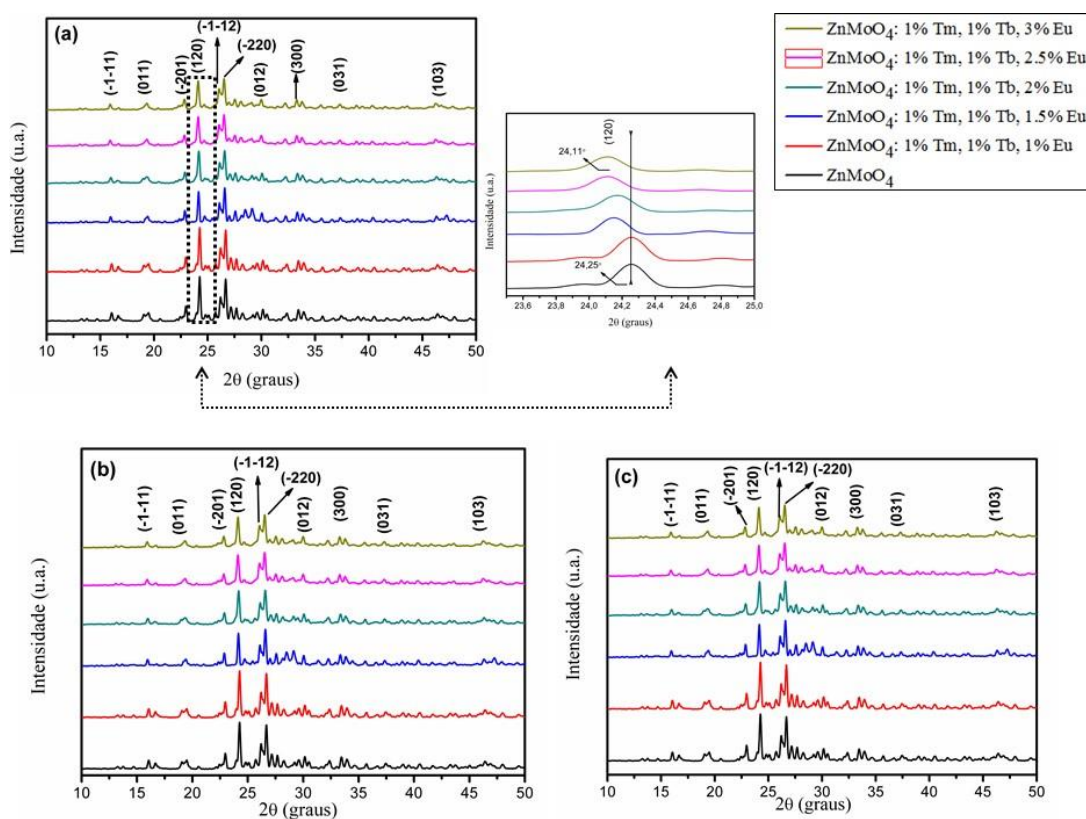 (a)
(-1-11)
(011)
(-201)
(120)
(-1-12)
(-220)
(012)
(300)
(031)
(103)
Intensidade (u.a.)
10 15 20 25 30 35 40 45 50
2θ (graus)
(120)
24,11°
24,25°
Intensidade (u.a.)
23,6 23,8 24,0 24,2 24,4 24,6 24,8 25,0
2θ (graus)
ZnMoO4: 1% Tm, 1% Tb, 3% Eu
ZnMoO4: 1% Tm, 1% Tb, 2.5% Eu
ZnMoO4: 1% Tm, 1% Tb, 2% Eu
ZnMoO4: 1% Tm, 1% Tb, 1.5% Eu
ZnMoO4: 1% Tm, 1% Tb, 1% Eu
ZnMoO4
(b)
(-1-11)
(011)
(-201)
(120)
(-1-12)
(-220)
(012)
(300)
(031)
(103)
Intensidade (u.a.)
10 15 20 25 30 35 40 45 50
2θ (graus)
(c)
(-1-11)
(011)
(-201)
(120)
(-1-12)
(-220)
(012)
(300)
(031)
(103)
Intensidade (u.a.)
10 15 20 25 30 35 40 45 50
2θ (graus)